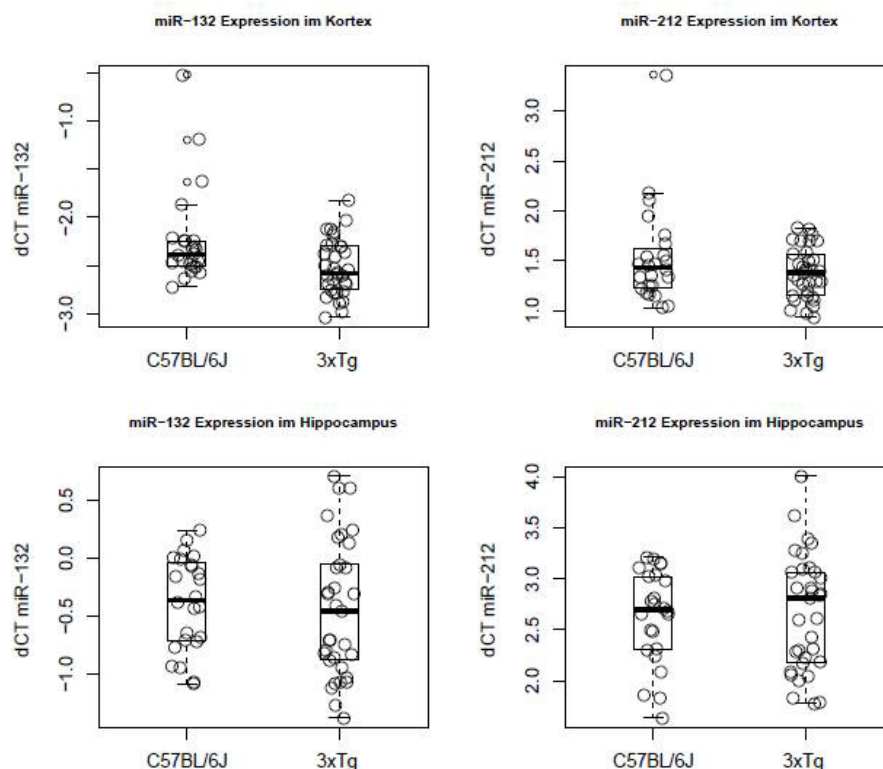 miR−132 Expression im Kortex
dCT miR−132
−1.0
−2.0
−3.0
C57BL/6J 3xTg
miR−212 Expression im Kortex
dCT miR−212
3.0
2.5
2.0
1.5
1.0
C57BL/6J 3xTg
miR−132 Expression im Hippocampus
dCT miR−132
0.5
0.0
−0.5
−1.0
C57BL/6J 3xTg
miR−212 Expression im Hippocampus
dCT miR−212
4.0
3.5
3.0
2.5
2.0
C57BL/6J 3xTg